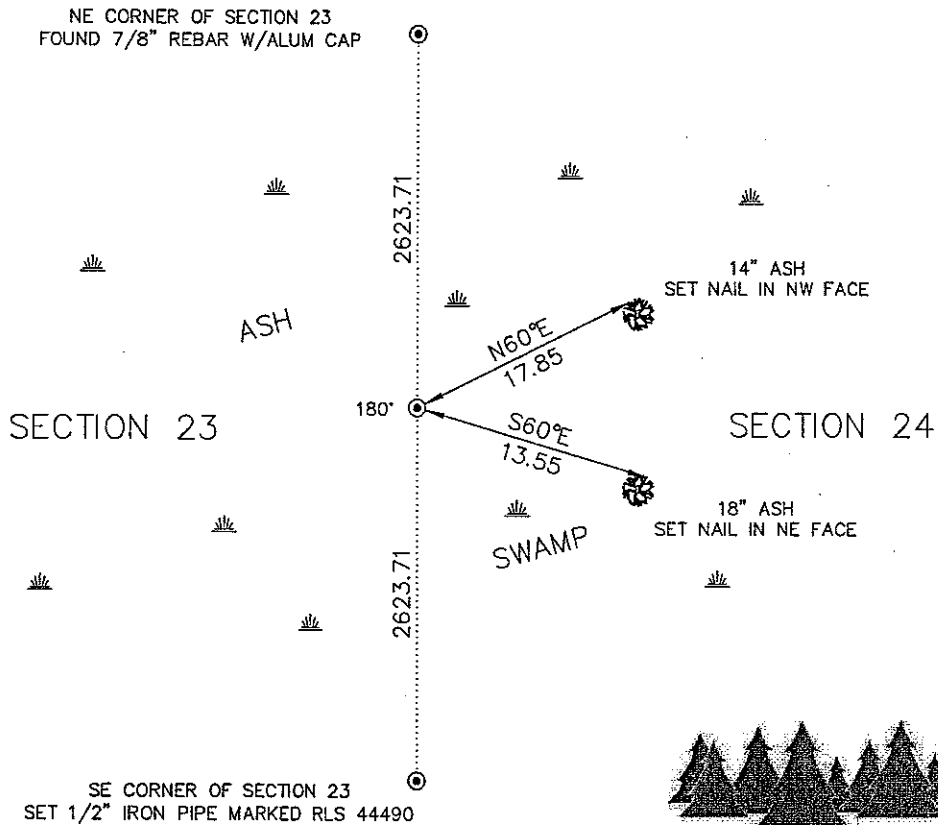 NE CORNER OF SECTION 23
FOUND 7/8" REBAR W/ALUM CAP
2623.71
14" ASH
SET NAIL IN NW FACE
ASH
N60°E
17.85
180°
SECTION 23
SECTION 24
S60°E
13.55
18" ASH
SET NAIL IN NE FACE
SWAMP
2623.71
SE CORNER OF SECTION 23
SET 1/2" IRON PIPE MARKED RLS 44490